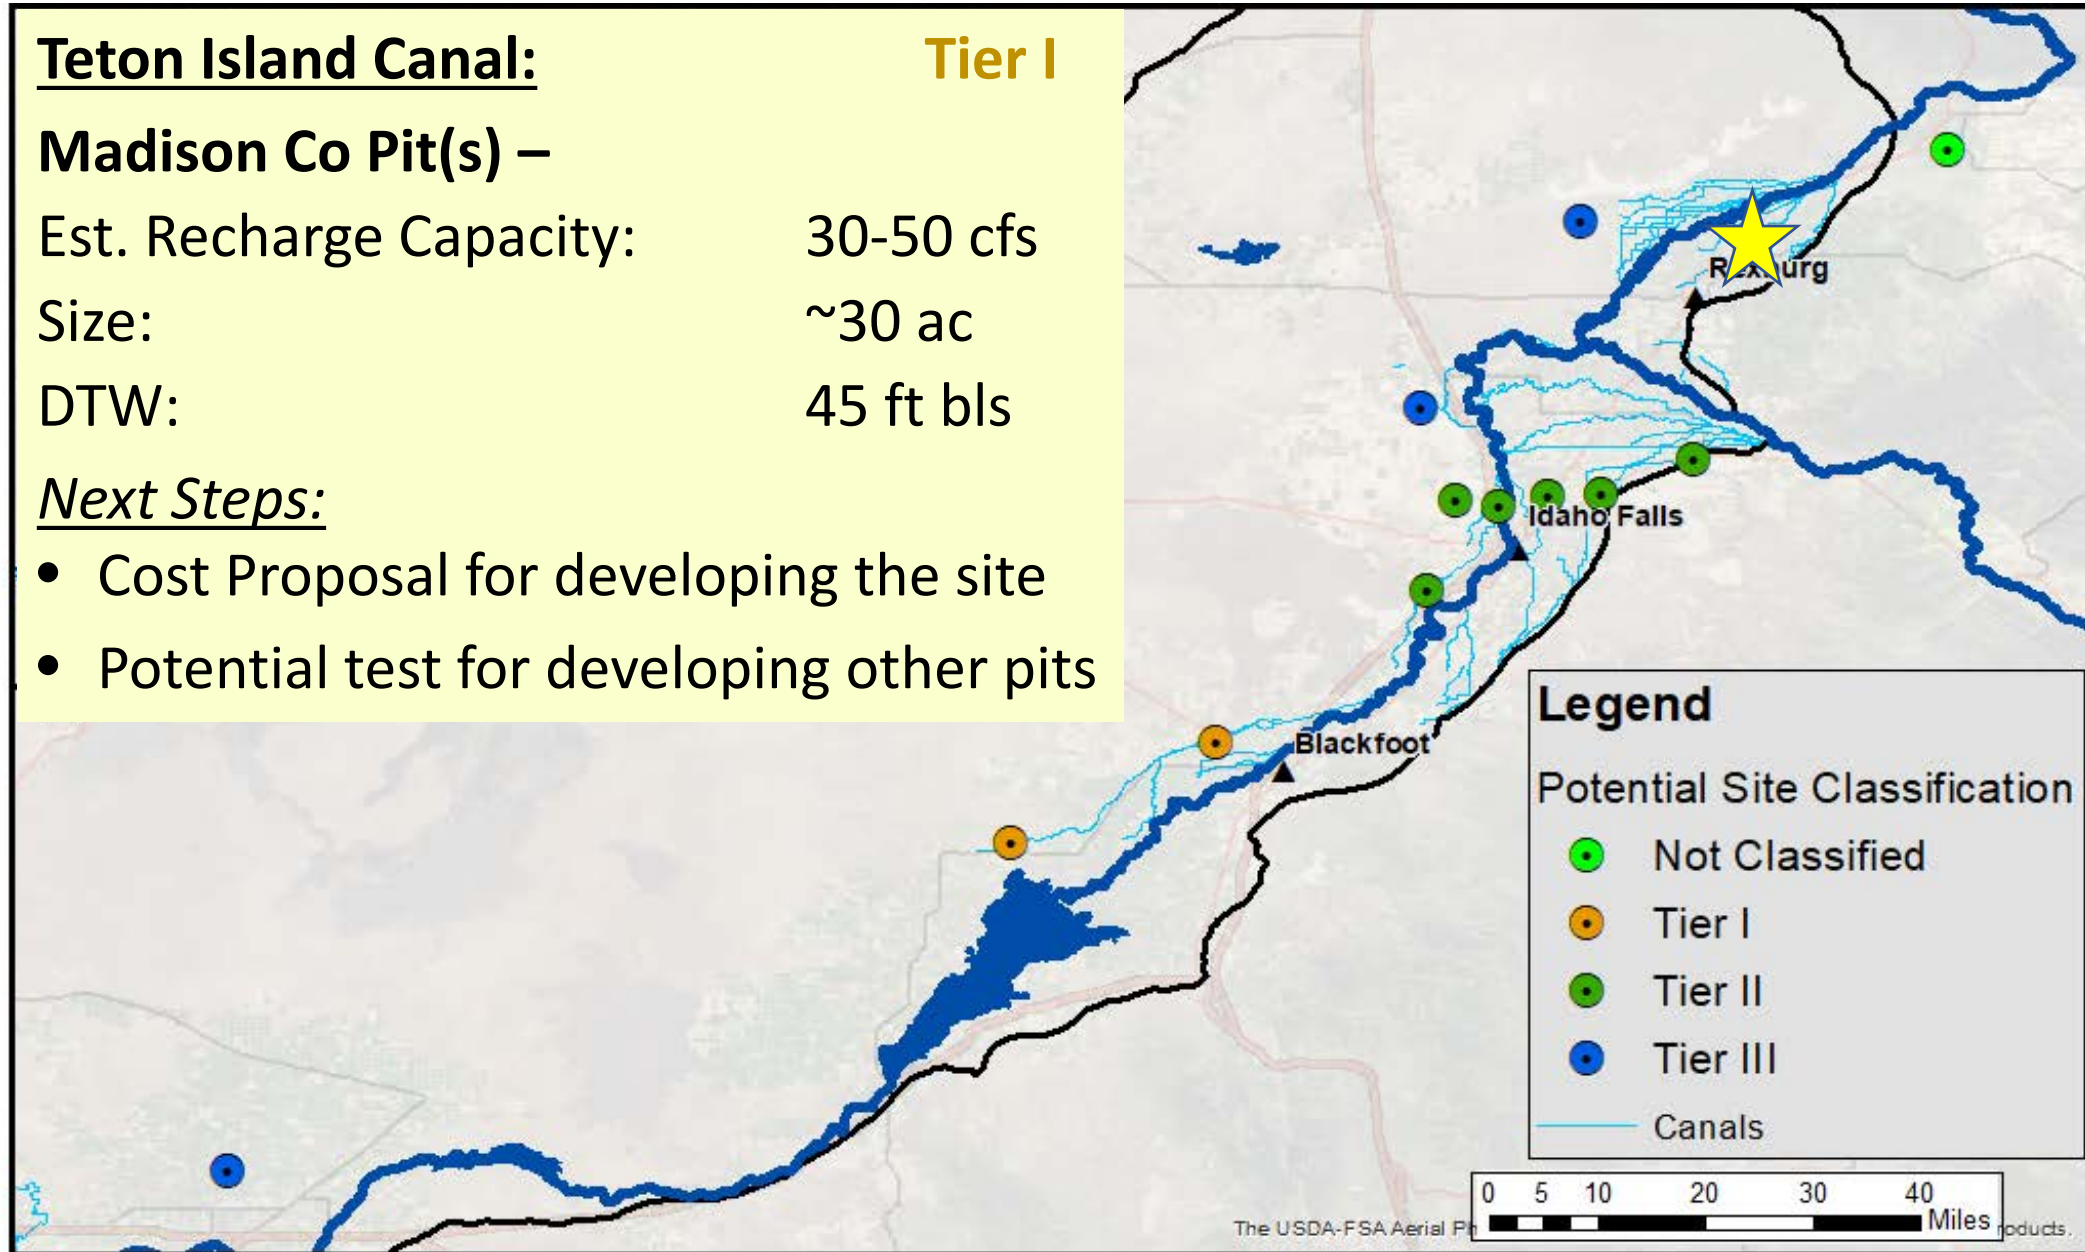 Teton Island Canal: Tier I
Madison Co Pit(s) –
Est. Recharge Capacity: 30-50 cfs
Size: ~30 ac
DTW: 45 ft bls
Next Steps:
• Cost Proposal for developing the site
• Potential test for developing other pits
Idaho Falls
Blackfoot
Legend
Potential Site Classification
Not Classified
Tier I
Tier II
Tier III
Canals
0 5 10 20 30 40
Miles
The USDA-FSA Aerial